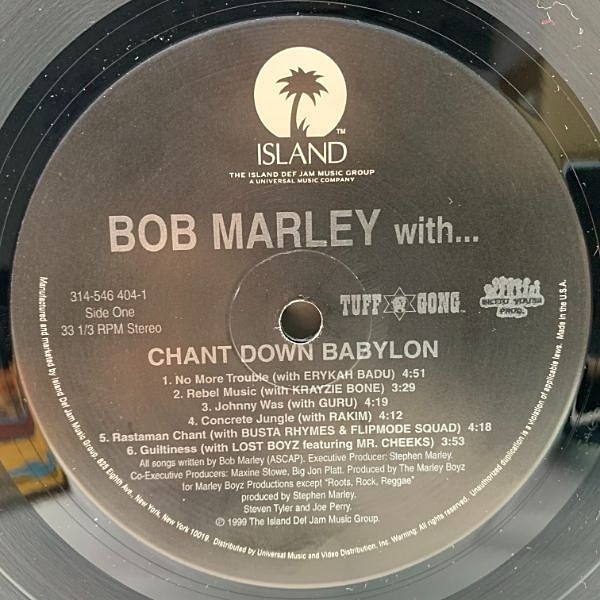 ISLAND™
THE ISLAND DEF JAM MUSIC GROUP
A UNIVERSAL MUSIC COMPANY
BOB MARLEY with...
314-546 404-1
Side One
33 1/3 RPM Stereo
TUFF GONG™
GHETTO YOUTHS
PROD.
CHANT DOWN BABYLON
1. No More Trouble (with ERYKAH BADU) 4:51
2. Rebel Music (with KRAYZIE BONE) 3:29
3. Johnny Was (with GURU) 4:19
4. Concrete Jungle (with RAKIM) 4:12
5. Rastaman Chant (with BUSTA RHYMES & FLIPMODE SQUAD) 4:18
6. Guiltiness (with LOST BOYZ featuring MR. CHEEKS) 3:53
All songs written by Bob Marley (ASCAP). Executive Producer: Stephen Marley.
Co-Executive Producers: Maxine Stowe, Big Jon Platt. Produced by The Marley Boyz
for Marley Boyz Productions except "Roots, Rock, Reggae"
produced by Stephen Marley,
Steven Tyler and Joe Perry.
℗ © 1999 The Island Def Jam Music Group.
Manufactured and marketed by Island Def Jam Music Group, 825 Eighth Ave., New York, New York 10019. Distributed by Universal Music and Video Distribution, Inc. Warning: All rights reserved. Unauthorized duplication is a violation of applicable laws. Made in the U.S.A.